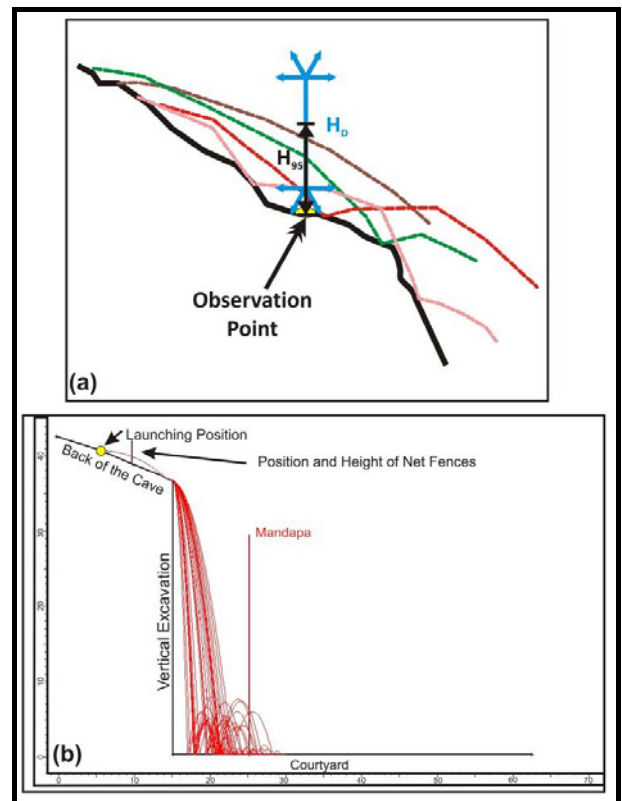 H_D
H_95
Observation
Point
(a)
Launching Position
Back of the Cave
Position and Height of Net Fences
Mandapa
Vertical Excavation
40
30
20
10
0
(b)
Courtyard
0
10
20
30
40
50
60
70